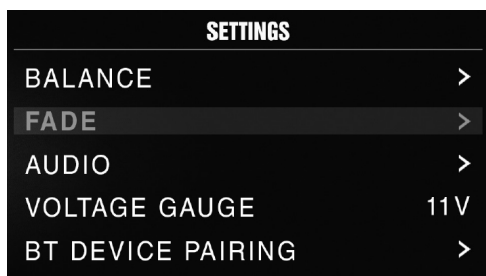 SETTINGS
BALANCE >
FADE >
AUDIO >
VOLTAGE GAUGE 11V
BT DEVICE PAIRING >